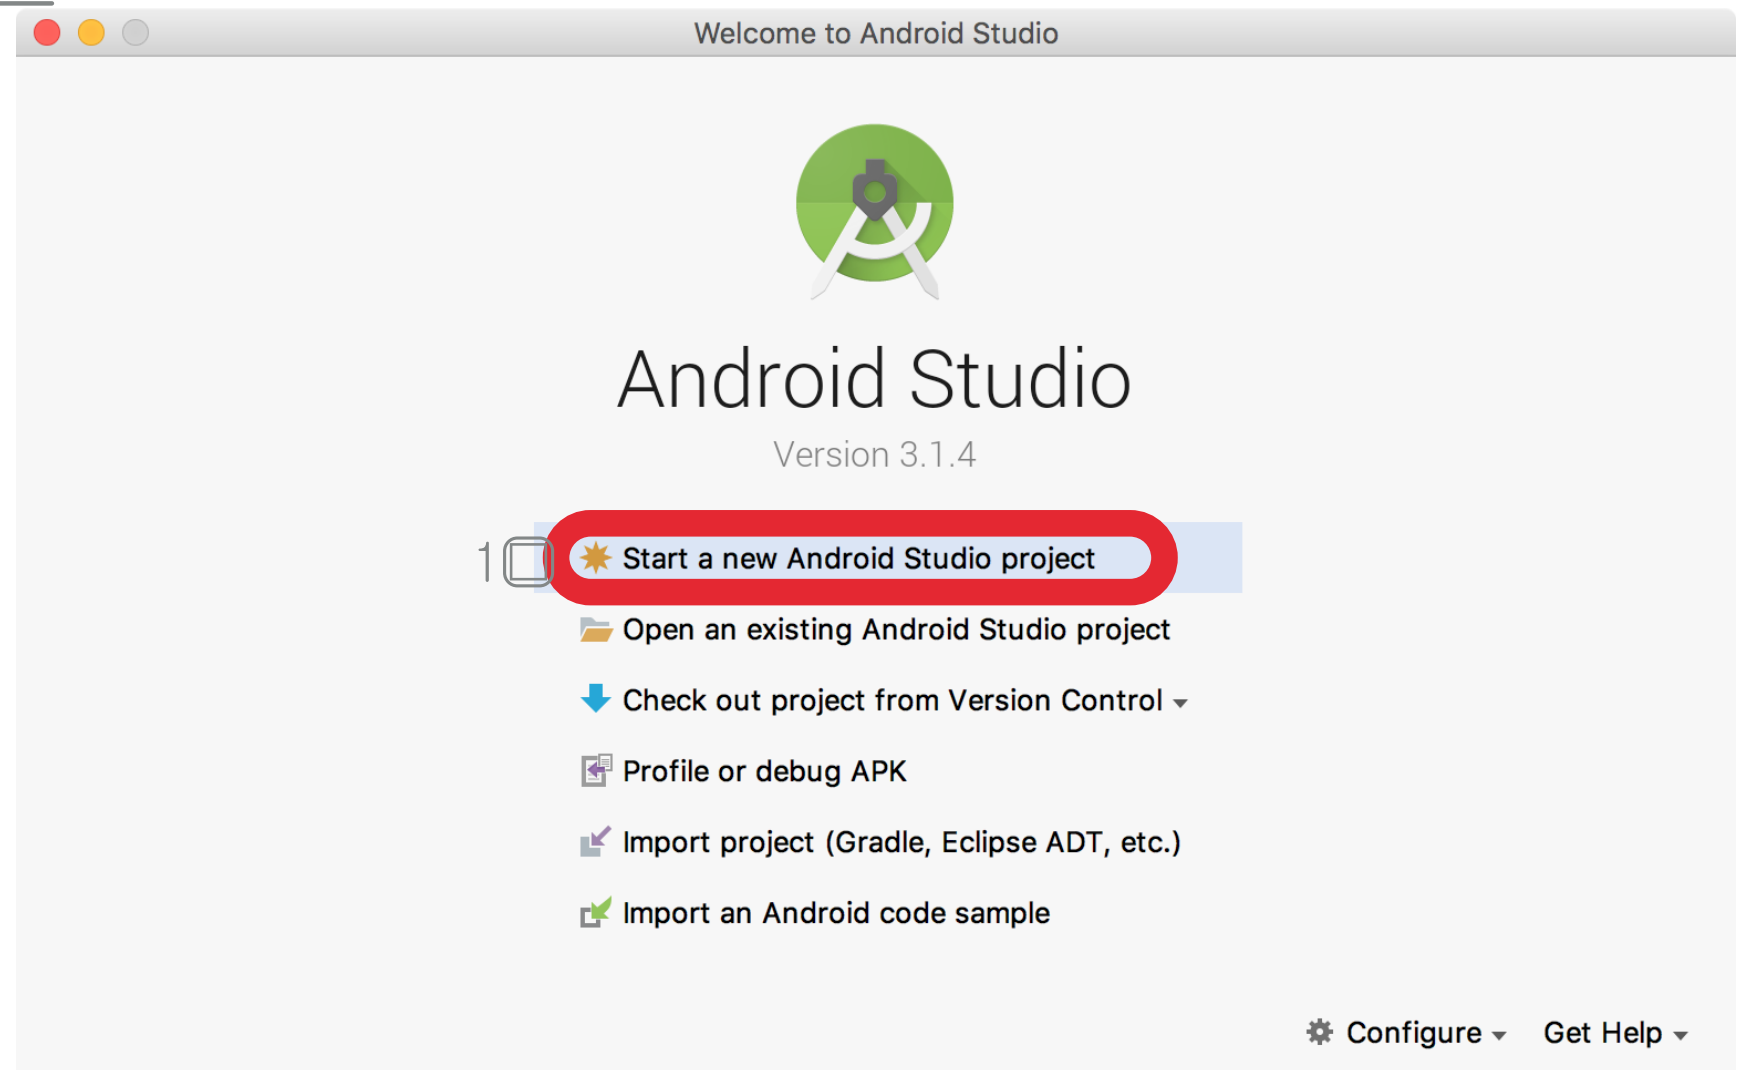 Welcome to Android Studio
Android Studio
Version 3.1.4
1
Start a new Android Studio project
Open an existing Android Studio project
Check out project from Version Control
Profile or debug APK
Import project (Gradle, Eclipse ADT, etc.)
Import an Android code sample
Configure Get Help